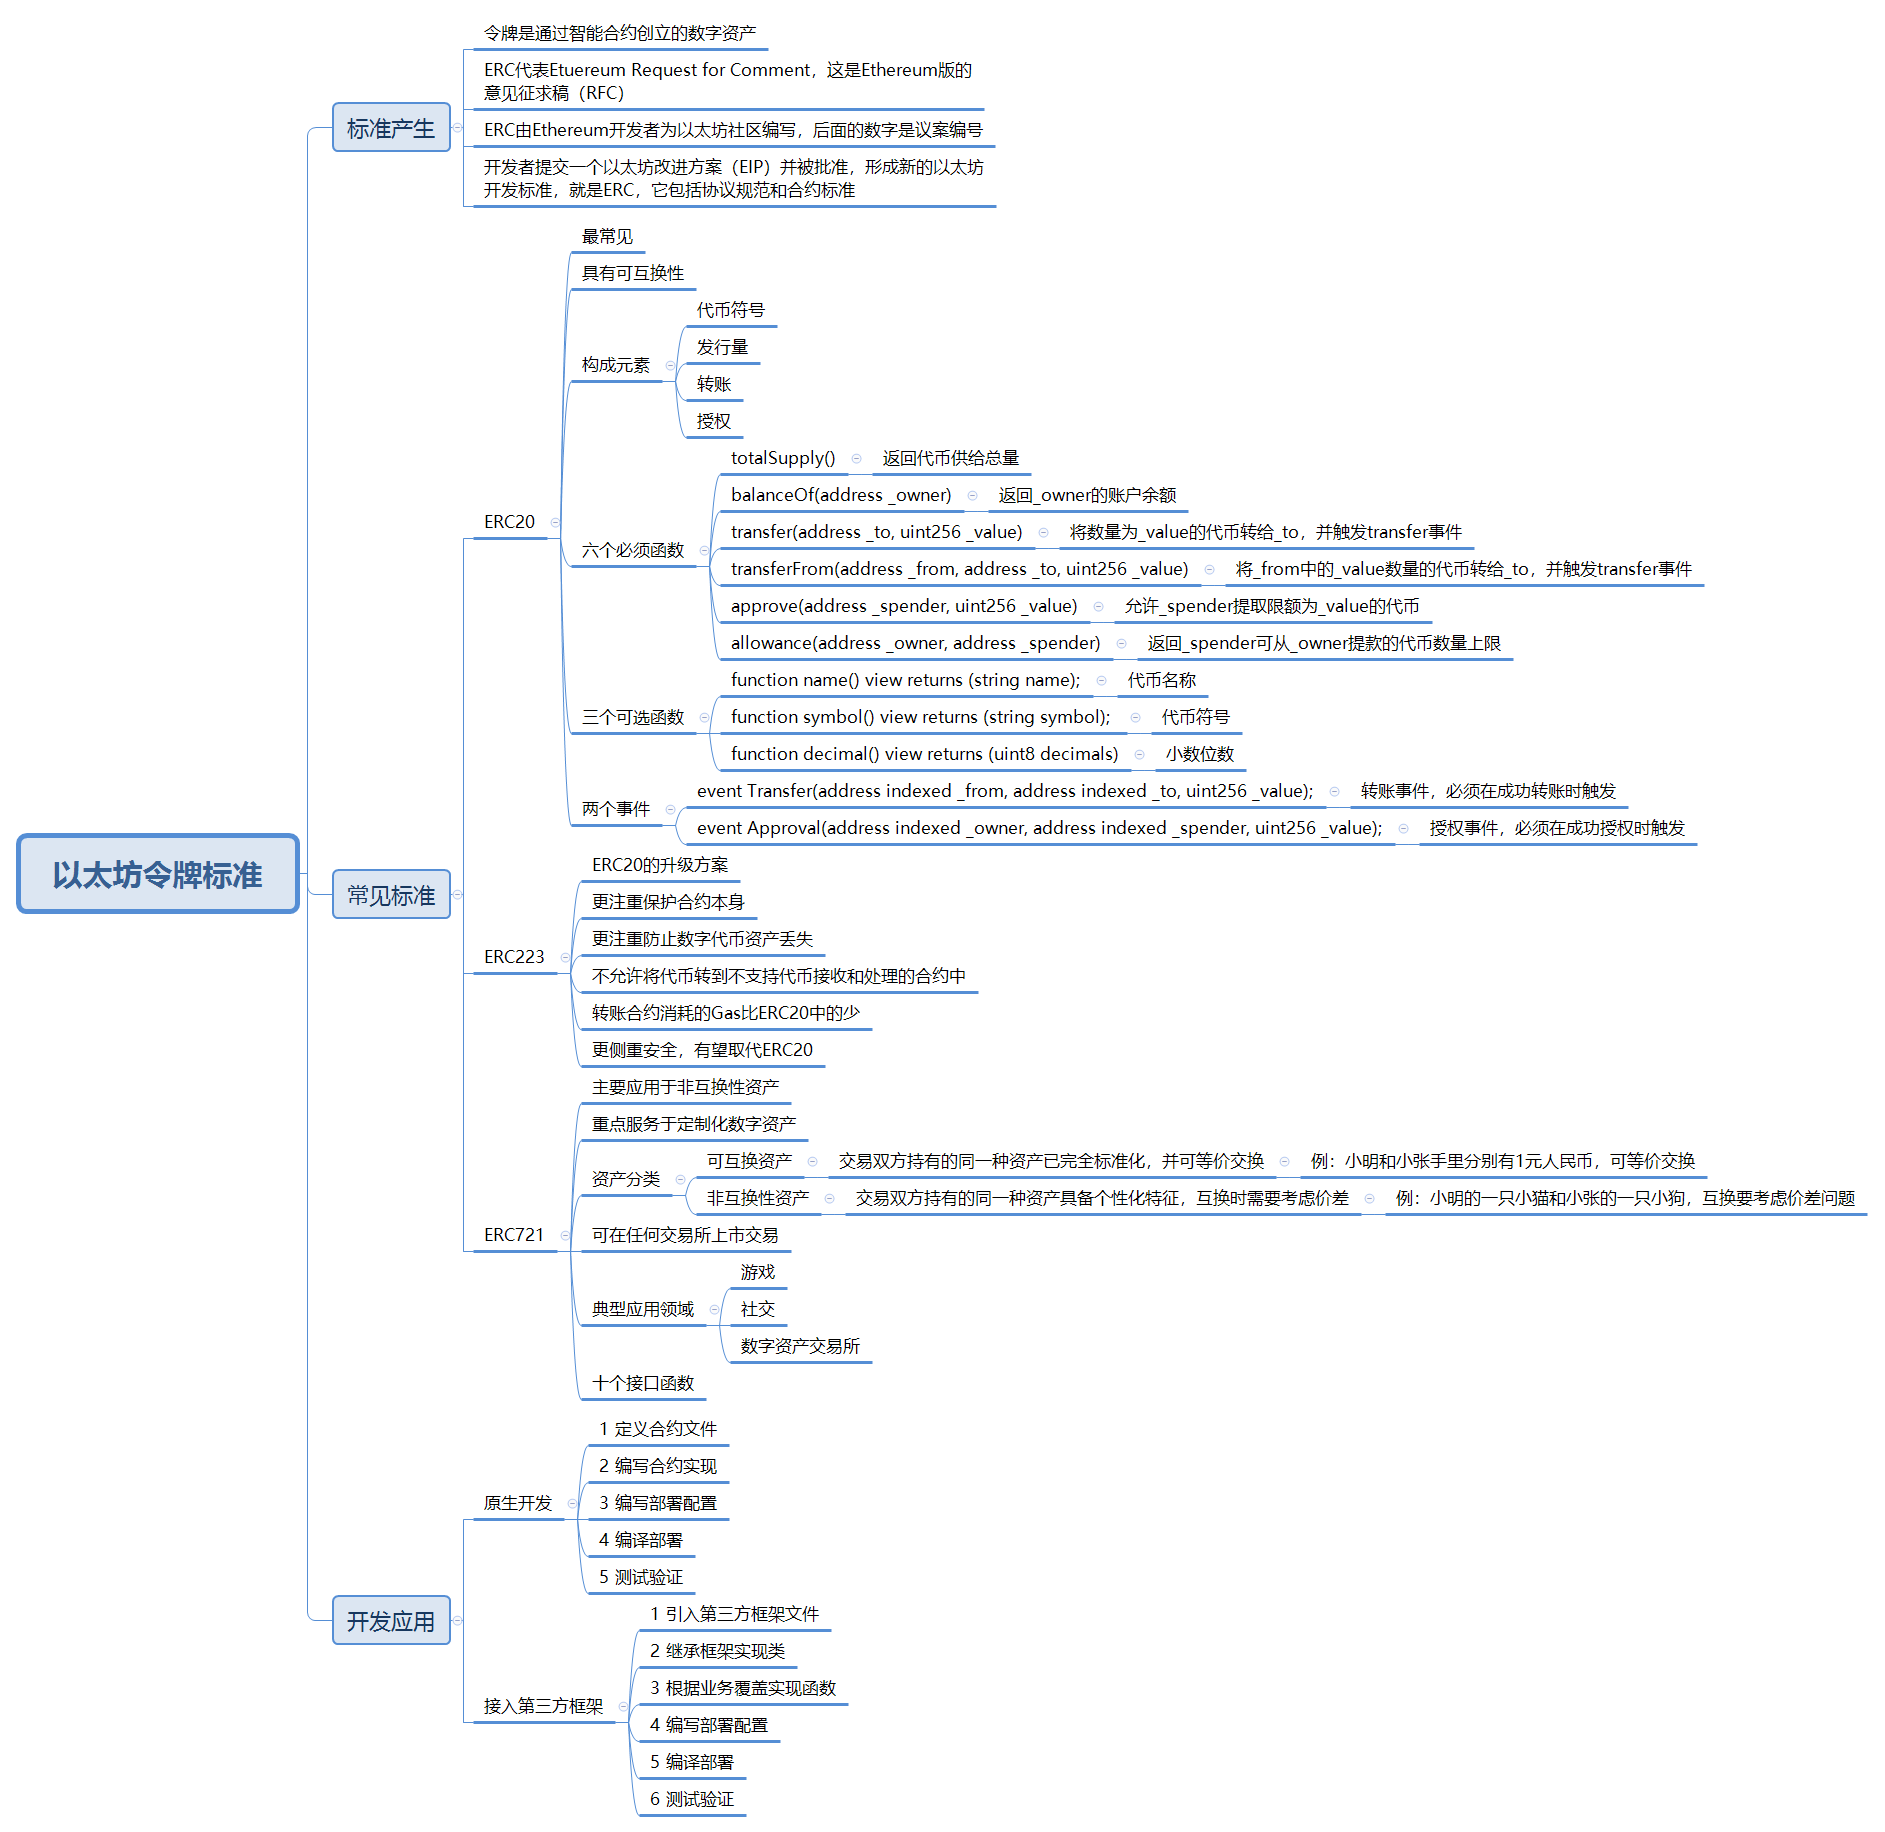 以太坊令牌标准
标准产生
令牌是通过智能合约创立的数字资产
ERC代表Etuereum Request for Comment，这是Ethereum版的
意见征求稿（RFC）
ERC由Ethereum开发者为以太坊社区编写，后面的数字是议案编号
开发者提交一个以太坊改进方案（EIP）并被批准，形成新的以太坊
开发标准，就是ERC，它包括协议规范和合约标准
常见标准
ERC20
最常见
具有可互换性
构成元素
代币符号
发行量
转账
授权
六个必须函数
totalSupply()
返回代币供给总量
balanceOf(address _owner)
返回_owner的账户余额
transfer(address _to, uint256 _value)
将数量为_value的代币转给_to，并触发transfer事件
transferFrom(address _from, address _to, uint256 _value)
将_from中的_value数量的代币转给_to，并触发transfer事件
approve(address _spender, uint256 _value)
允许_spender提取限额为_value的代币
allowance(address _owner, address _spender)
返回_spender可从_owner提款的代币数量上限
三个可选函数
function name() view returns (string name);
代币名称
function symbol() view returns (string symbol);
代币符号
function decimal() view returns (uint8 decimals)
小数位数
两个事件
event Transfer(address indexed _from, address indexed _to, uint256 _value);
转账事件，必须在成功转账时触发
event Approval(address indexed _owner, address indexed _spender, uint256 _value);
授权事件，必须在成功授权时触发
ERC223
ERC20的升级方案
更注重保护合约本身
更注重防止数字代币资产丢失
不允许将代币转到不支持代币接收和处理的合约中
转账合约消耗的Gas比ERC20中的少
更侧重安全，有望取代ERC20
ERC721
主要应用于非互换性资产
重点服务于定制化数字资产
资产分类
可互换资产
交易双方持有的同一种资产已完全标准化，并可等价交换
例：小明和小张手里分别有1元人民币，可等价交换
非互换性资产
交易双方持有的同一种资产具备个性化特征，互换时需要考虑价差
例：小明的一只小猫和小张的一只小狗，互换要考虑价差问题
可在任何交易所上市交易
典型应用领域
游戏
社交
数字资产交易所
十个接口函数
开发应用
原生开发
1 定义合约文件
2 编写合约实现
3 编写部署配置
4 编译部署
5 测试验证
接入第三方框架
1 引入第三方框架文件
2 继承框架实现类
3 根据业务覆盖实现函数
4 编写部署配置
5 编译部署
6 测试验证